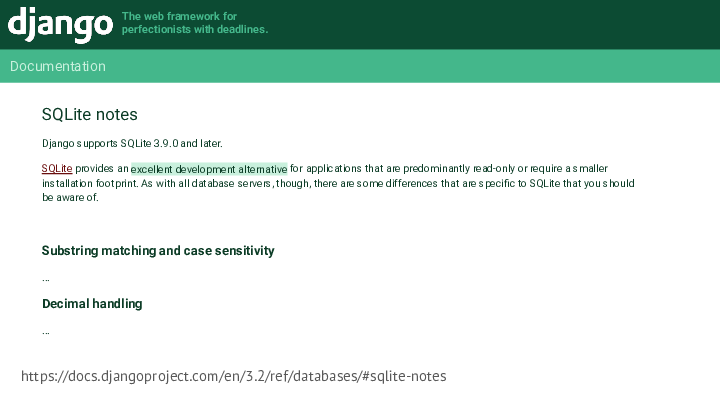 django
The web framework for
perfectionists with deadlines.
Documentation
SQLite notes
Django supports SQLite 3.9.0 and later.
SQLite provides an excellent development alternative for applications that are predominantly read-only or require a smaller
installation footprint. As with all database servers, though, there are some differences that are specific to SQLite that you should
be aware of.
Substring matching and case sensitivity
...
Decimal handling
...
https://docs.djangoproject.com/en/3.2/ref/databases/#sqlite-notes